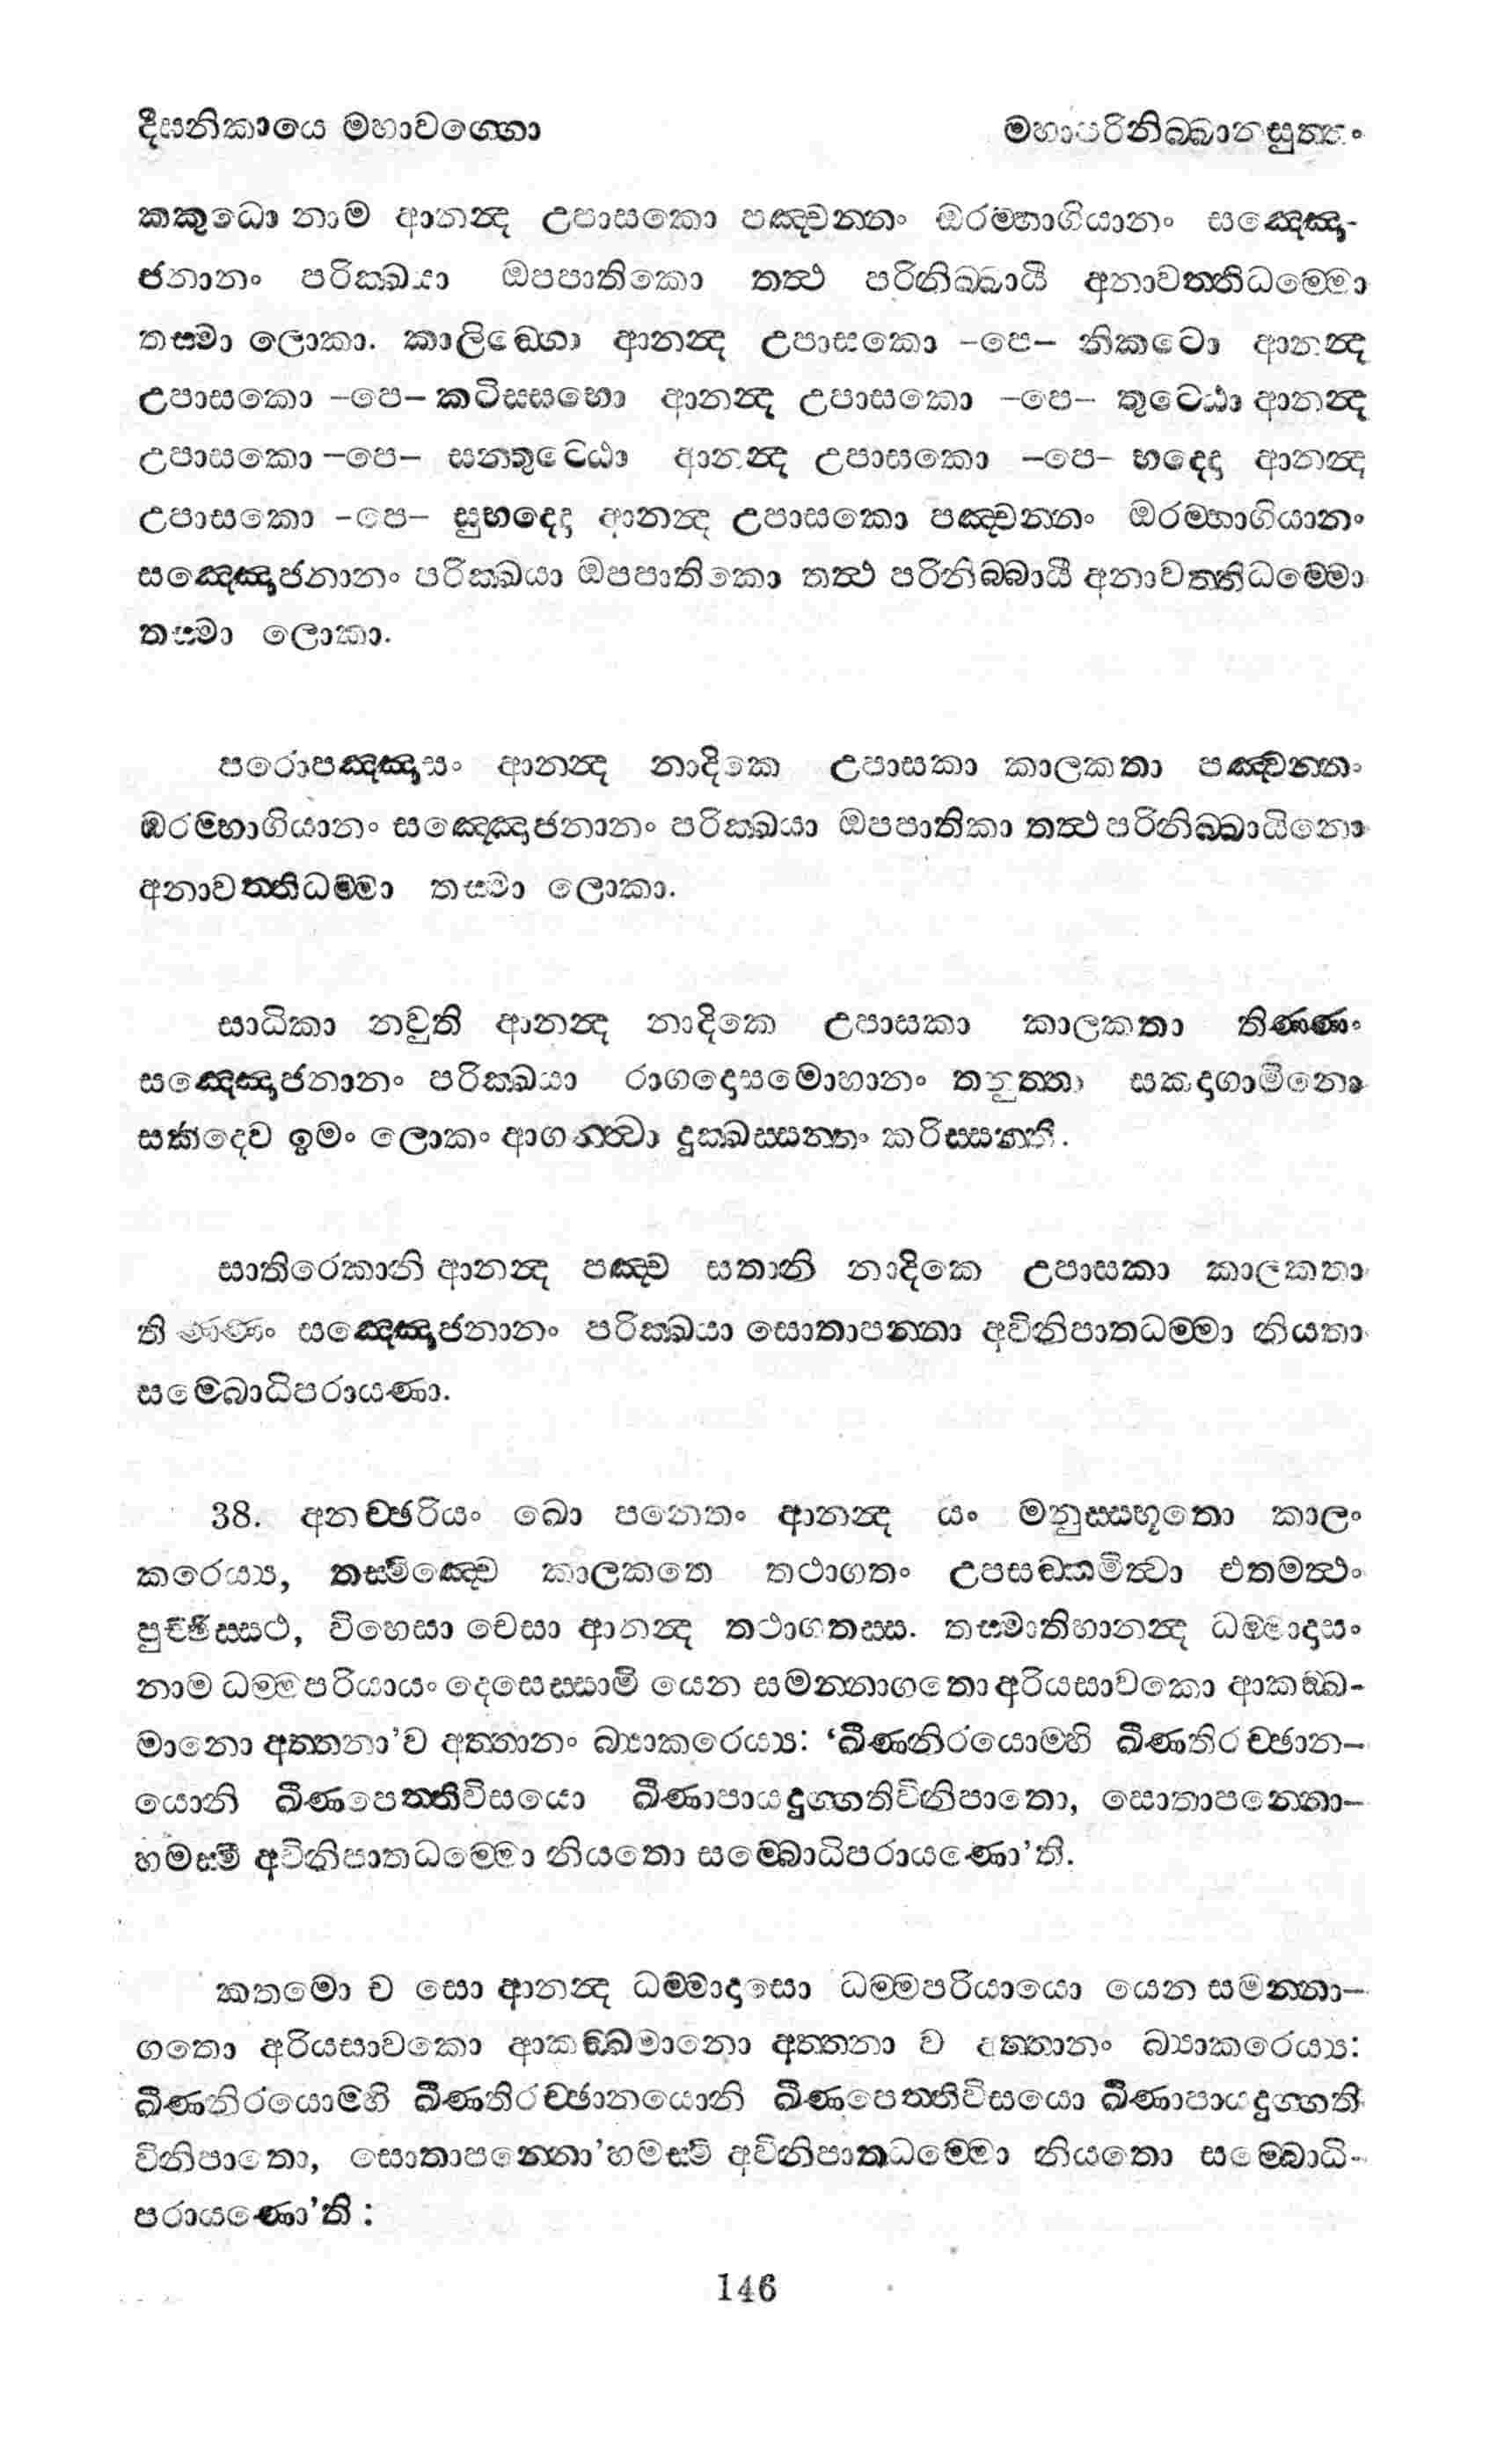 දීඝනිකායෙ මහාවග්ගො මහාපරිනිබ්බානසුත්තං
කකුධො නාම ආනන්ද උපාසකො පඤ්චන්නං ඔරම්භාගියානං සඤ්ඤො-
ජනානං පරික්ඛයා ඔපපාතිකො තත්ථ පරිනිබ්බායී අනාවත්තිධම්මො
තස්මා ලොකා. කාලිඞ්ගො ආනන්ද උපාසකො –පෙ– නිකටො ආනන්ද
උපාසකො –පෙ– කටිස්සභො ආනන්ද උපාසකො –පෙ– තුට්ඨො ආනන්ද
උපාසකො –පෙ– සන්තුට්ඨො ආනන්ද උපාසකො –පෙ– භද්දො ආනන්ද
උපාසකො –පෙ– සුභද්දො ආනන්ද උපාසකො පඤ්චන්නං ඔරම්භාගියානං
සඤ්ඤොජනානං පරික්ඛයා ඔපපාතිකො තත්ථ පරිනිබ්බායී අනාවත්තිධම්මො
තස්මා ලොකා.
පරොපඤ්ඤාසං ආනන්ද නාදිකෙ උපාසකා කාලකතා පඤ්චන්නං
ඔරම්භාගියානං සඤ්ඤොජනානං පරික්ඛයා ඔපපාතිකා තත්ථ පරිනිබ්බායිනො
අනාවත්තිධම්මා තස්මා ලොකා.
සාධිකා නවුති ආනන්ද නාදිකෙ උපාසකා කාලකතා තිණ්ණං
සඤ්ඤොජනානං පරික්ඛයා රාගදොසමොහානං තනුත්තා සකදාගාමිනො
සකිදෙව ඉමං ලොකං ආගන්ත්වා දුක්ඛස්සන්තං කරිස්සන්ති.
සාතිරෙකානි ආනන්ද පඤ්ච සතානි නාදිකෙ උපාසකා කාලකතා
තිණ්ණං සඤ්ඤොජනානං පරික්ඛයා සොතාපන්නා අවිනිපාතධම්මා නියතා
සම්බොධිපරායණා.
38. අනච්ඡරියං ඛො පනෙතං ආනන්ද යං මනුස්සභූතො කාලං
කරෙය්‍ය, තස්මිඤ්චෙ කාලකතෙ තථාගතං උපසඞ්කමිත්වා එතමත්ථං
පුච්ඡිස්සථ, විහෙසා චෙසා ආනන්ද තථාගතස්ස. තස්මාතිහානන්ද ධම්මාදාසං
නාම ධම්මපරියායං දෙසෙස්සාමි යෙන සමන්නාගතො අරියසාවකො ආකඞ්ඛ-
මානො අත්තනා’ව අත්තානං බ්‍යාකරෙය්‍ය: ‘ඛීණනිරයොම්හි ඛීණතිරච්ඡාන–
යොනි ඛීණපෙත්තිවිසයො ඛීණාපායදුග්ගතිවිනිපාතො, සොතාපන්නො–
හමස්මි අවිනිපාතධම්මො නියතො සම්බොධිපරායණො’ති.
කතමො ච සො ආනන්ද ධම්මාදාසො ධම්මපරියායො යෙන සමන්නා–
ගතො අරියසාවකො ආකඞ්ඛමානො අත්තනා ව අත්තානං බ්‍යාකරෙය්‍ය:
ඛීණනිරයොම්හි ඛීණතිරච්ඡානයොනි ඛීණපෙත්තිවිසයො ඛීණාපායදුග්ගති
විනිපාතො, සොතාපන්නො’හමස්මි අවිනිපාතධම්මො නියතො සම්බොධි-
පරායණො’ති :
146